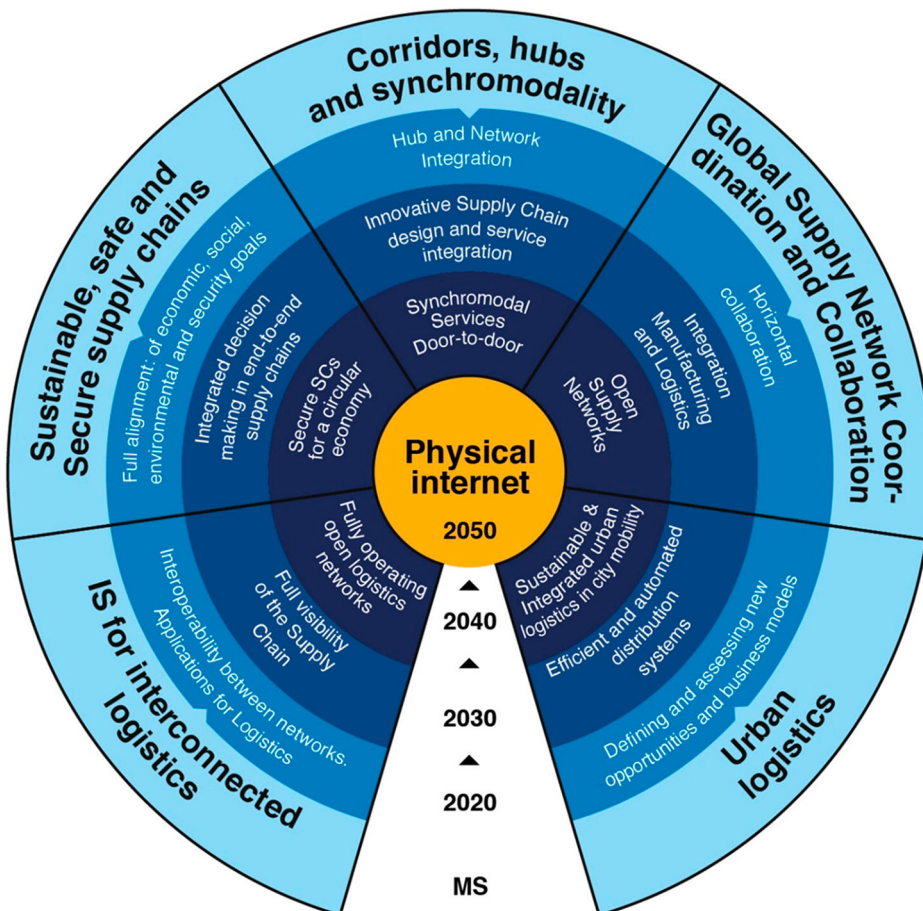 Corridors, hubs
and synchromodality
Hub and Network
Integration
Innovative Supply Chain
design and service
integration
Synchromodal
Services
Door-to-door
Global Supply Network Coor-
dination and Collaboration
Horizontal
collaboration
Integration
Manufacturing
and Logistics
Open
Supply
Networks
Urban
logistics
Defining and assessing new
opportunities and business models
Efficient and automated
distribution
systems
Sustainable &
Integrated urban
logistics in city mobility
IS for interconnected
logistics
Interoperability between networks.
Applications for Logistics
Full visibility
of the Supply
Chain
Fully operating
open logistics
networks
Sustainable, safe and
Secure supply chains
Full alignment: of economic, social,
environmental and security goals
Integrated decision
making in end-to-end
supply chains
Secure SCs
for a circular
economy
Physical
internet
2050
2040
2030
2020
MS